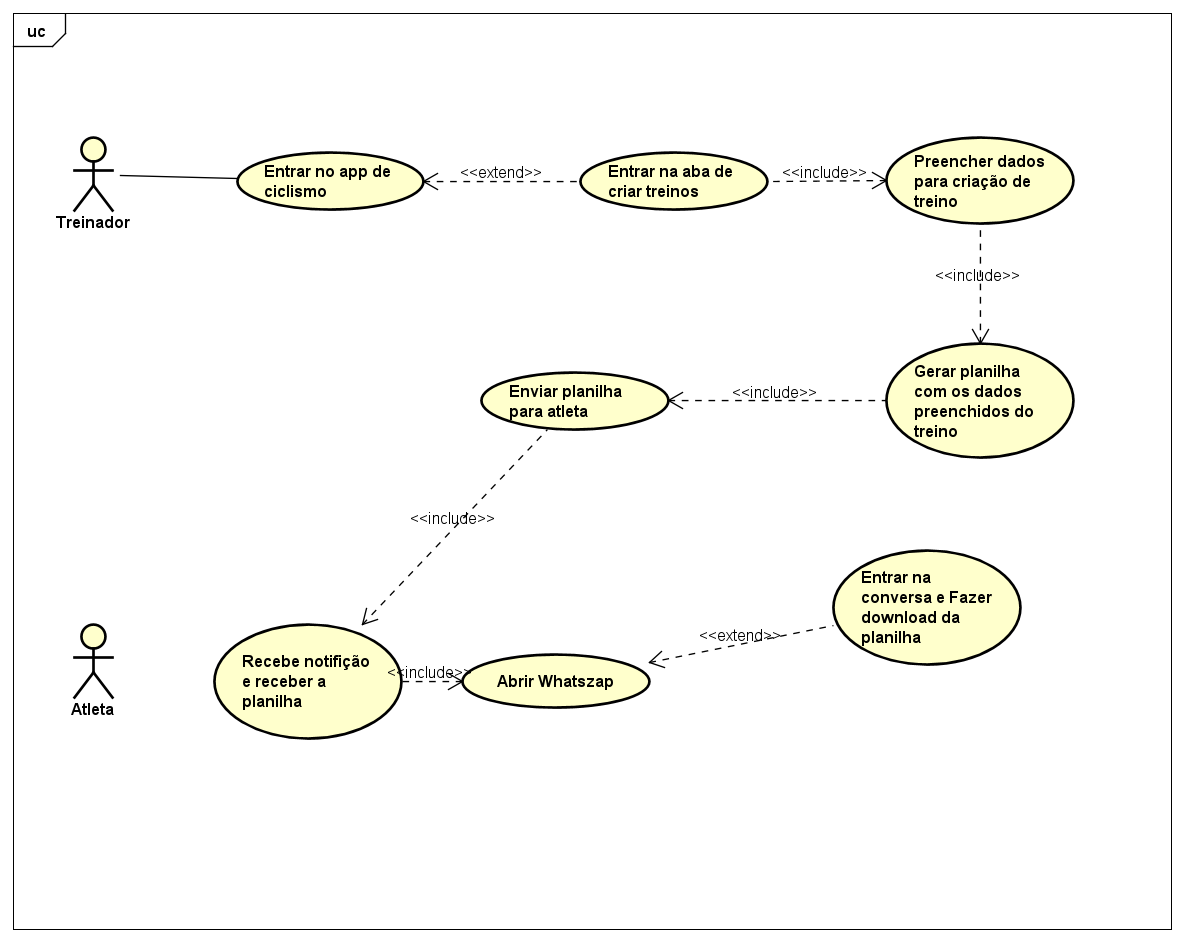 uc
Treinador
Entrar no app de
ciclismo
<<extend>>
Entrar na aba de
criar treinos
<<include>>
Preencher dados
para criação de
treino
<<include>>
Gerar planilha
com os dados
preenchidos do
treino
<<include>>
Enviar planilha
para atleta
<<include>>
Atleta
Recebe notifição
e receber a
planilha
<<include>>
Abrir Whatszap
<<extend>>
Entrar na
conversa e Fazer
download da
planilha